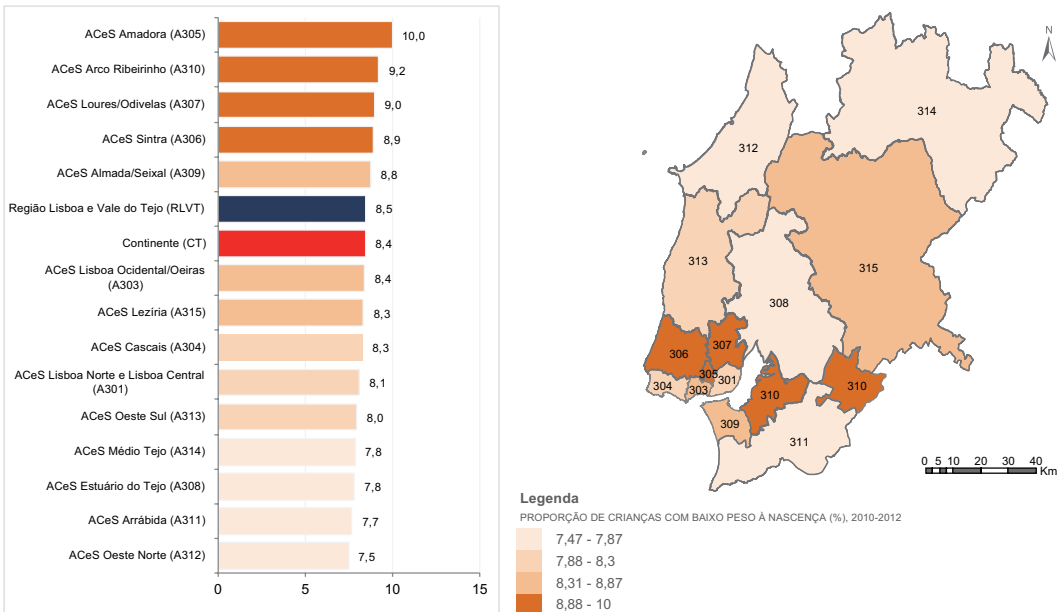 ACeS Amadora (A305) 10,0
ACeS Arco Ribeirinho (A310) 9,2
ACeS Loures/Odivelas (A307) 9,0
ACeS Sintra (A306) 8,9
ACeS Almada/Seixal (A309) 8,8
Região Lisboa e Vale do Tejo (RLVT) 8,5
Continente (CT) 8,4
ACeS Lisboa Ocidental/Oeiras
(A303) 8,4
ACeS Lezíria (A315) 8,3
ACeS Cascais (A304) 8,3
ACeS Lisboa Norte e Lisboa Central
(A301) 8,1
ACeS Oeste Sul (A313) 8,0
ACeS Médio Tejo (A314) 7,8
ACeS Estuário do Tejo (A308) 7,8
ACeS Arrábida (A311) 7,7
ACeS Oeste Norte (A312) 7,5
0 5 10 15
N
314
312
313
315
308
307
306
305
301
304
303
310
310
309
311
0 5 10 20 30 40
Km
Legenda
PROPORÇÃO DE CRIANÇAS COM BAIXO PESO À NASCENÇA (%), 2010-2012
7,47 - 7,87
7,88 - 8,3
8,31 - 8,87
8,88 - 10